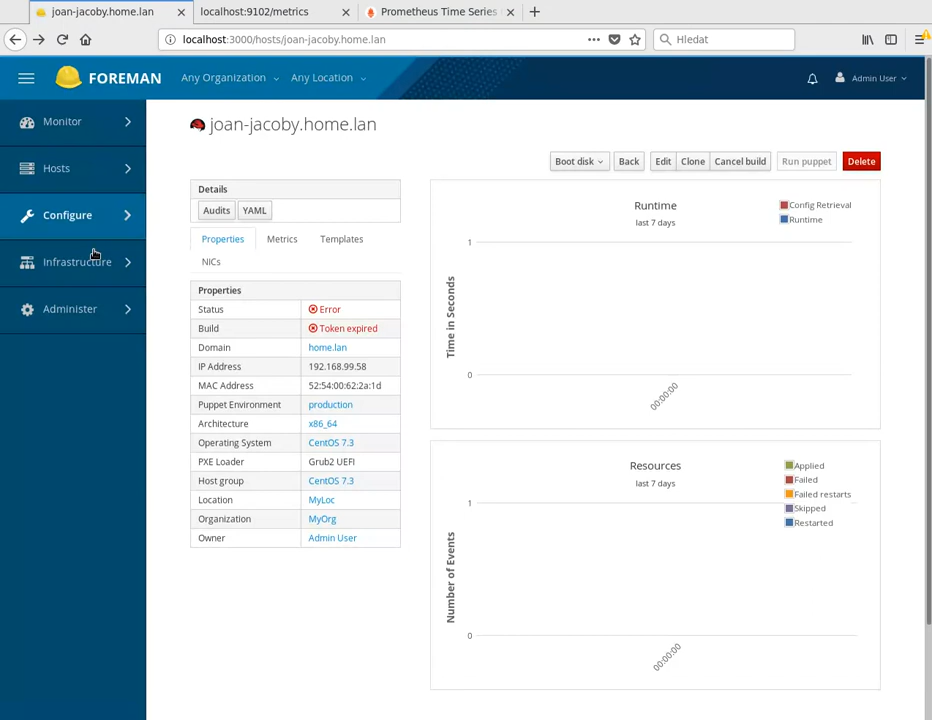 joan-jacoby.home.lan
localhost:9102/metrics
Prometheus Time Series
localhost:3000/hosts/joan-jacoby.home.lan
Hledat
FOREMAN
Any Organization
Any Location
Admin User
Monitor
Hosts
Configure
Infrastructure
Administer
joan-jacoby.home.lan
Boot disk
Back
Edit
Clone
Cancel build
Run puppet
Delete
Details
Audits
YAML
Properties
Metrics
Templates
NICs
Properties
Status Error
Build Token expired
Domain home.lan
IP Address 192.168.99.58
MAC Address 52:54:00:62:2a:1d
Puppet Environment production
Architecture x86_64
Operating System CentOS 7.3
PXE Loader Grub2 UEFI
Host group CentOS 7.3
Location MyLoc
Organization MyOrg
Owner Admin User
Runtime
last 7 days
Config Retrieval
Runtime
1
Time in Seconds
0
00:00:00
Resources
last 7 days
Applied
Failed
Failed restarts
Skipped
Restarted
1
Number of Events
0
00:00:00